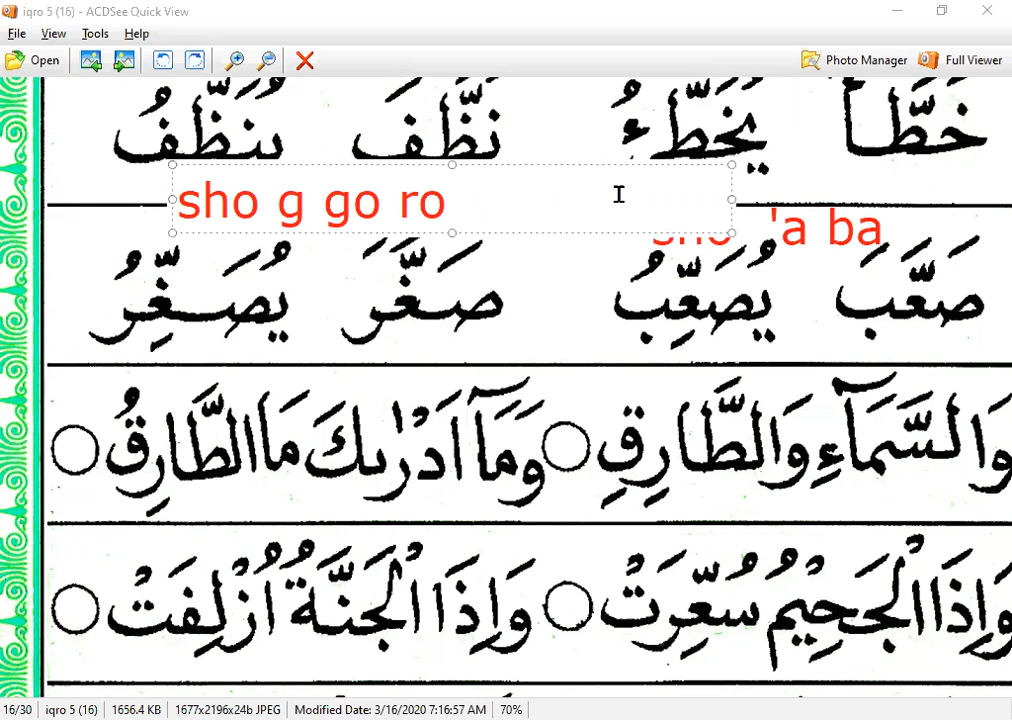 iqro 5 (16) - ACDSee Quick View
File View Tools Help
Open Photo Manager Full Viewer
خَطَّأَ يُخَطِّءُ نَظَّفَ يُنَظِّفُ
sho g go ro
sho 'a ba
صَعَّبَ يُصَعِّبُ صَغَّرَ يُصَغِّرُ
وَالسَّمَآءِ وَالطَّارِقِ ○ وَمَآ اَدْرٰىكَ مَا الطَّارِقُ ○
وَاِذَا الْجَحِيْمُ سُعِّرَتْ ○ وَاِذَا الْجَنَّةُ اُزْلِفَتْ ○
16/30 iqro 5 (16) 1656.4 KB 1677x2196x24b JPEG Modified Date: 3/16/2020 7:16:57 AM 70%